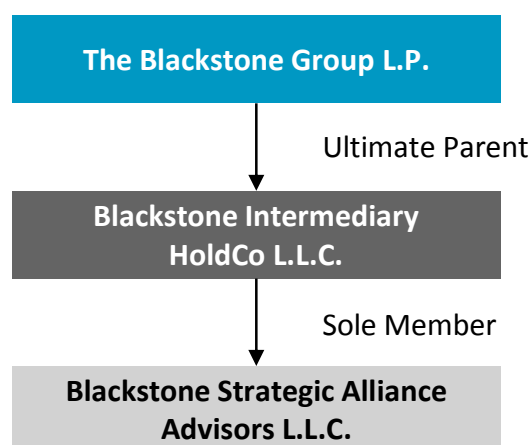 The Blackstone Group L.P.
Ultimate Parent
Blackstone Intermediary
HoldCo L.L.C.
Sole Member
Blackstone Strategic Alliance
Advisors L.L.C.